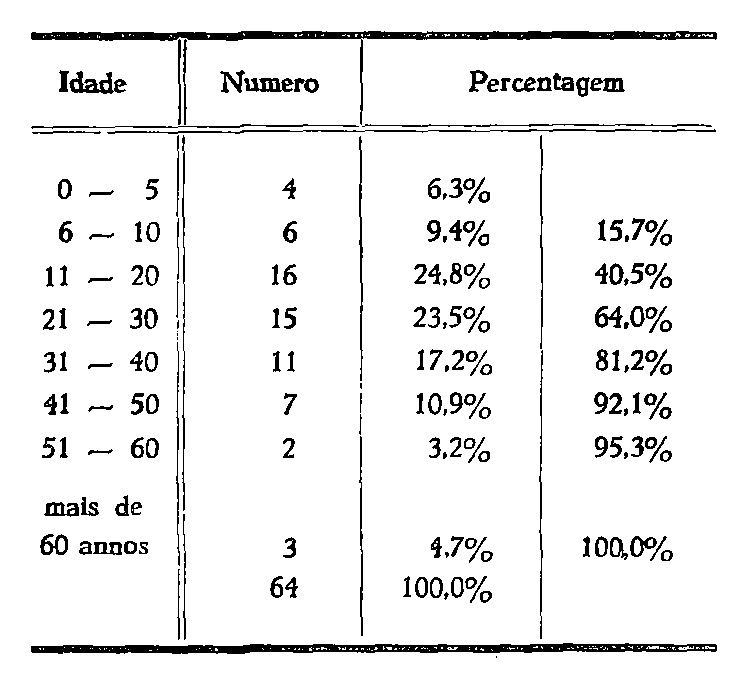 Idade Numero Percentagem
0 — 5 4 6,3%
6 — 10 6 9,4% 15,7%
11 — 20 16 24,8% 40,5%
21 — 30 15 23,5% 64,0%
31 — 40 11 17,2% 81,2%
41 — 50 7 10,9% 92,1%
51 — 60 2 3,2% 95,3%
mais de
60 annos 3 4,7% 100,0%
64 100,0%